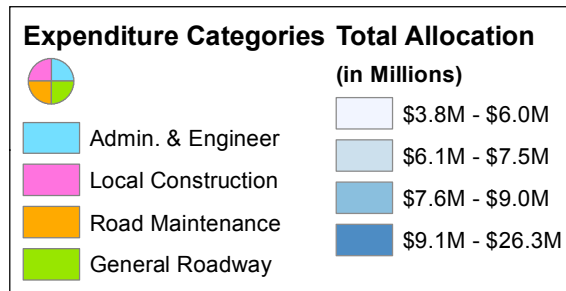 Expenditure Categories
Admin. & Engineer
Local Construction
Road Maintenance
General Roadway
Total Allocation
(in Millions)
$3.8M - $6.0M
$6.1M - $7.5M
$7.6M - $9.0M
$9.1M - $26.3M